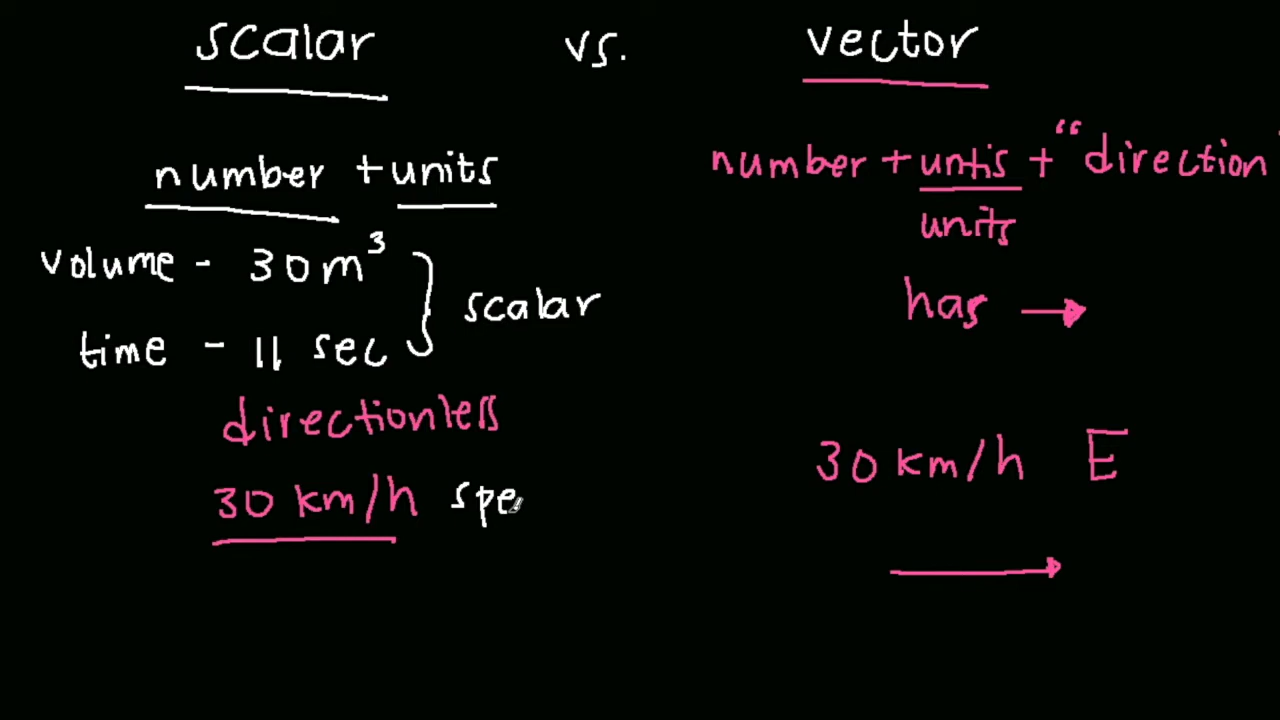 scalar vs. vector
number + units
volume - 30 m³
time - 11 sec
scalar
directionless
30 km/h spe
number + untis + “direction
units
has →
30 km/h E
→